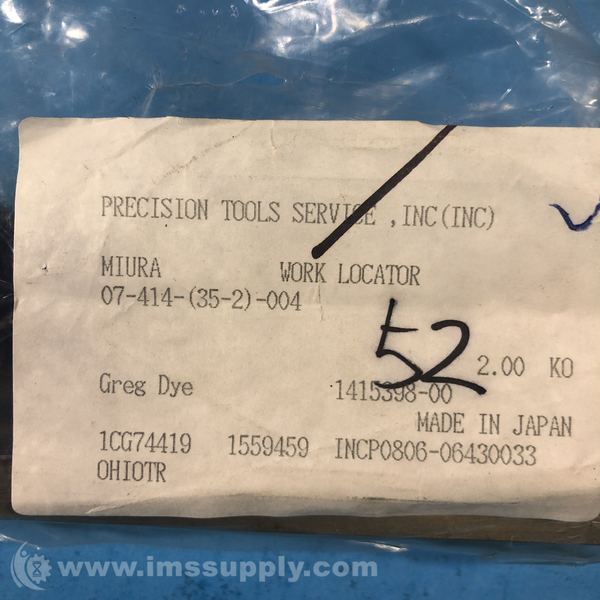 PRECISION TOOLS SERVICE ,INC(INC)
MIURA WORK LOCATOR
07-414-(35-2)-004
52
2.00 KO
Greg Dye 1415398-00
MADE IN JAPAN
1CG74419 1559459 INCP0806-06430033
OHIOTR
www.imssupply.com